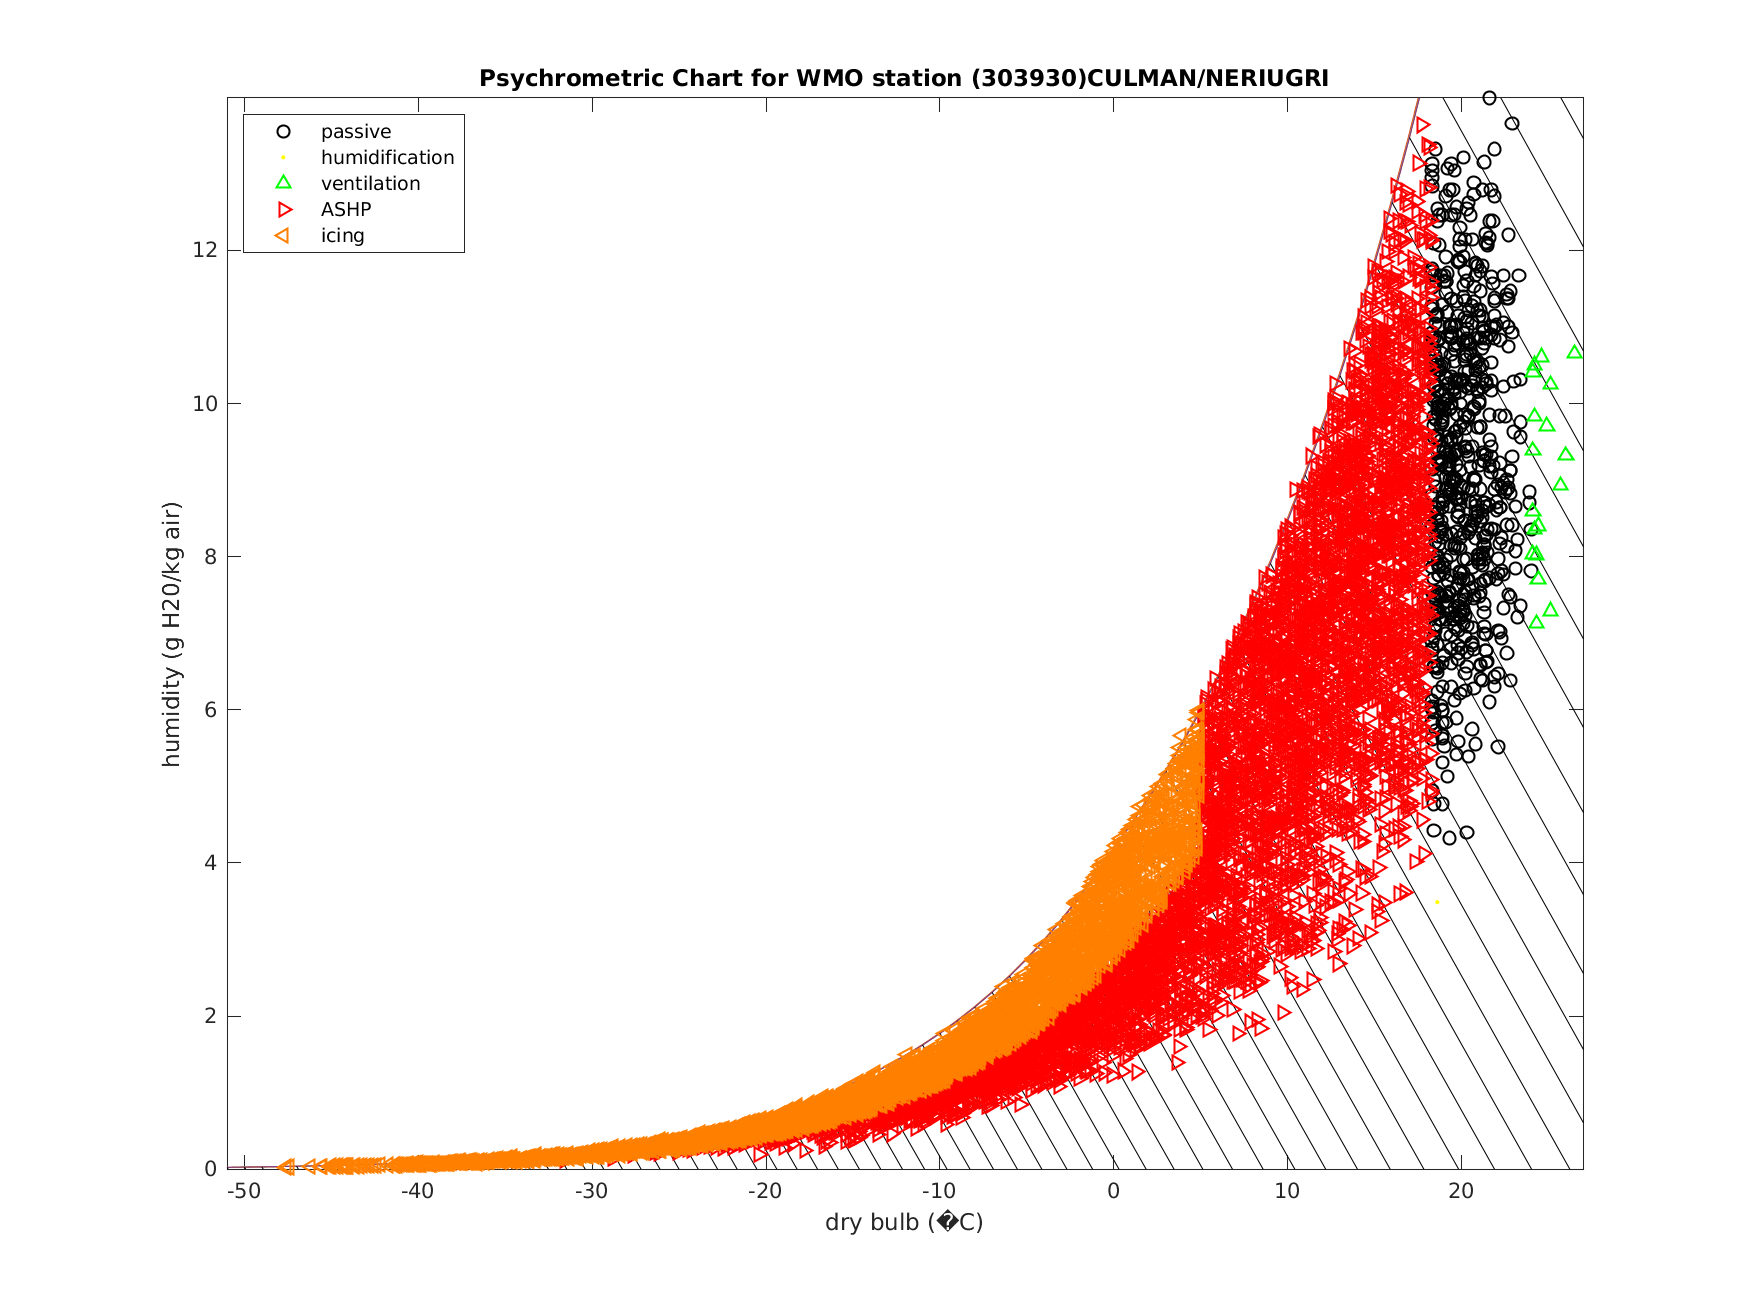 Psychrometric Chart for WMO station (303930)CULMAN/NERIUGRI
passive
humidification
ventilation
ASHP
icing
humidity (g H20/kg air)
12
10
8
6
4
2
0
-50 -40 -30 -20 -10 0 10 20
dry bulb (�C)